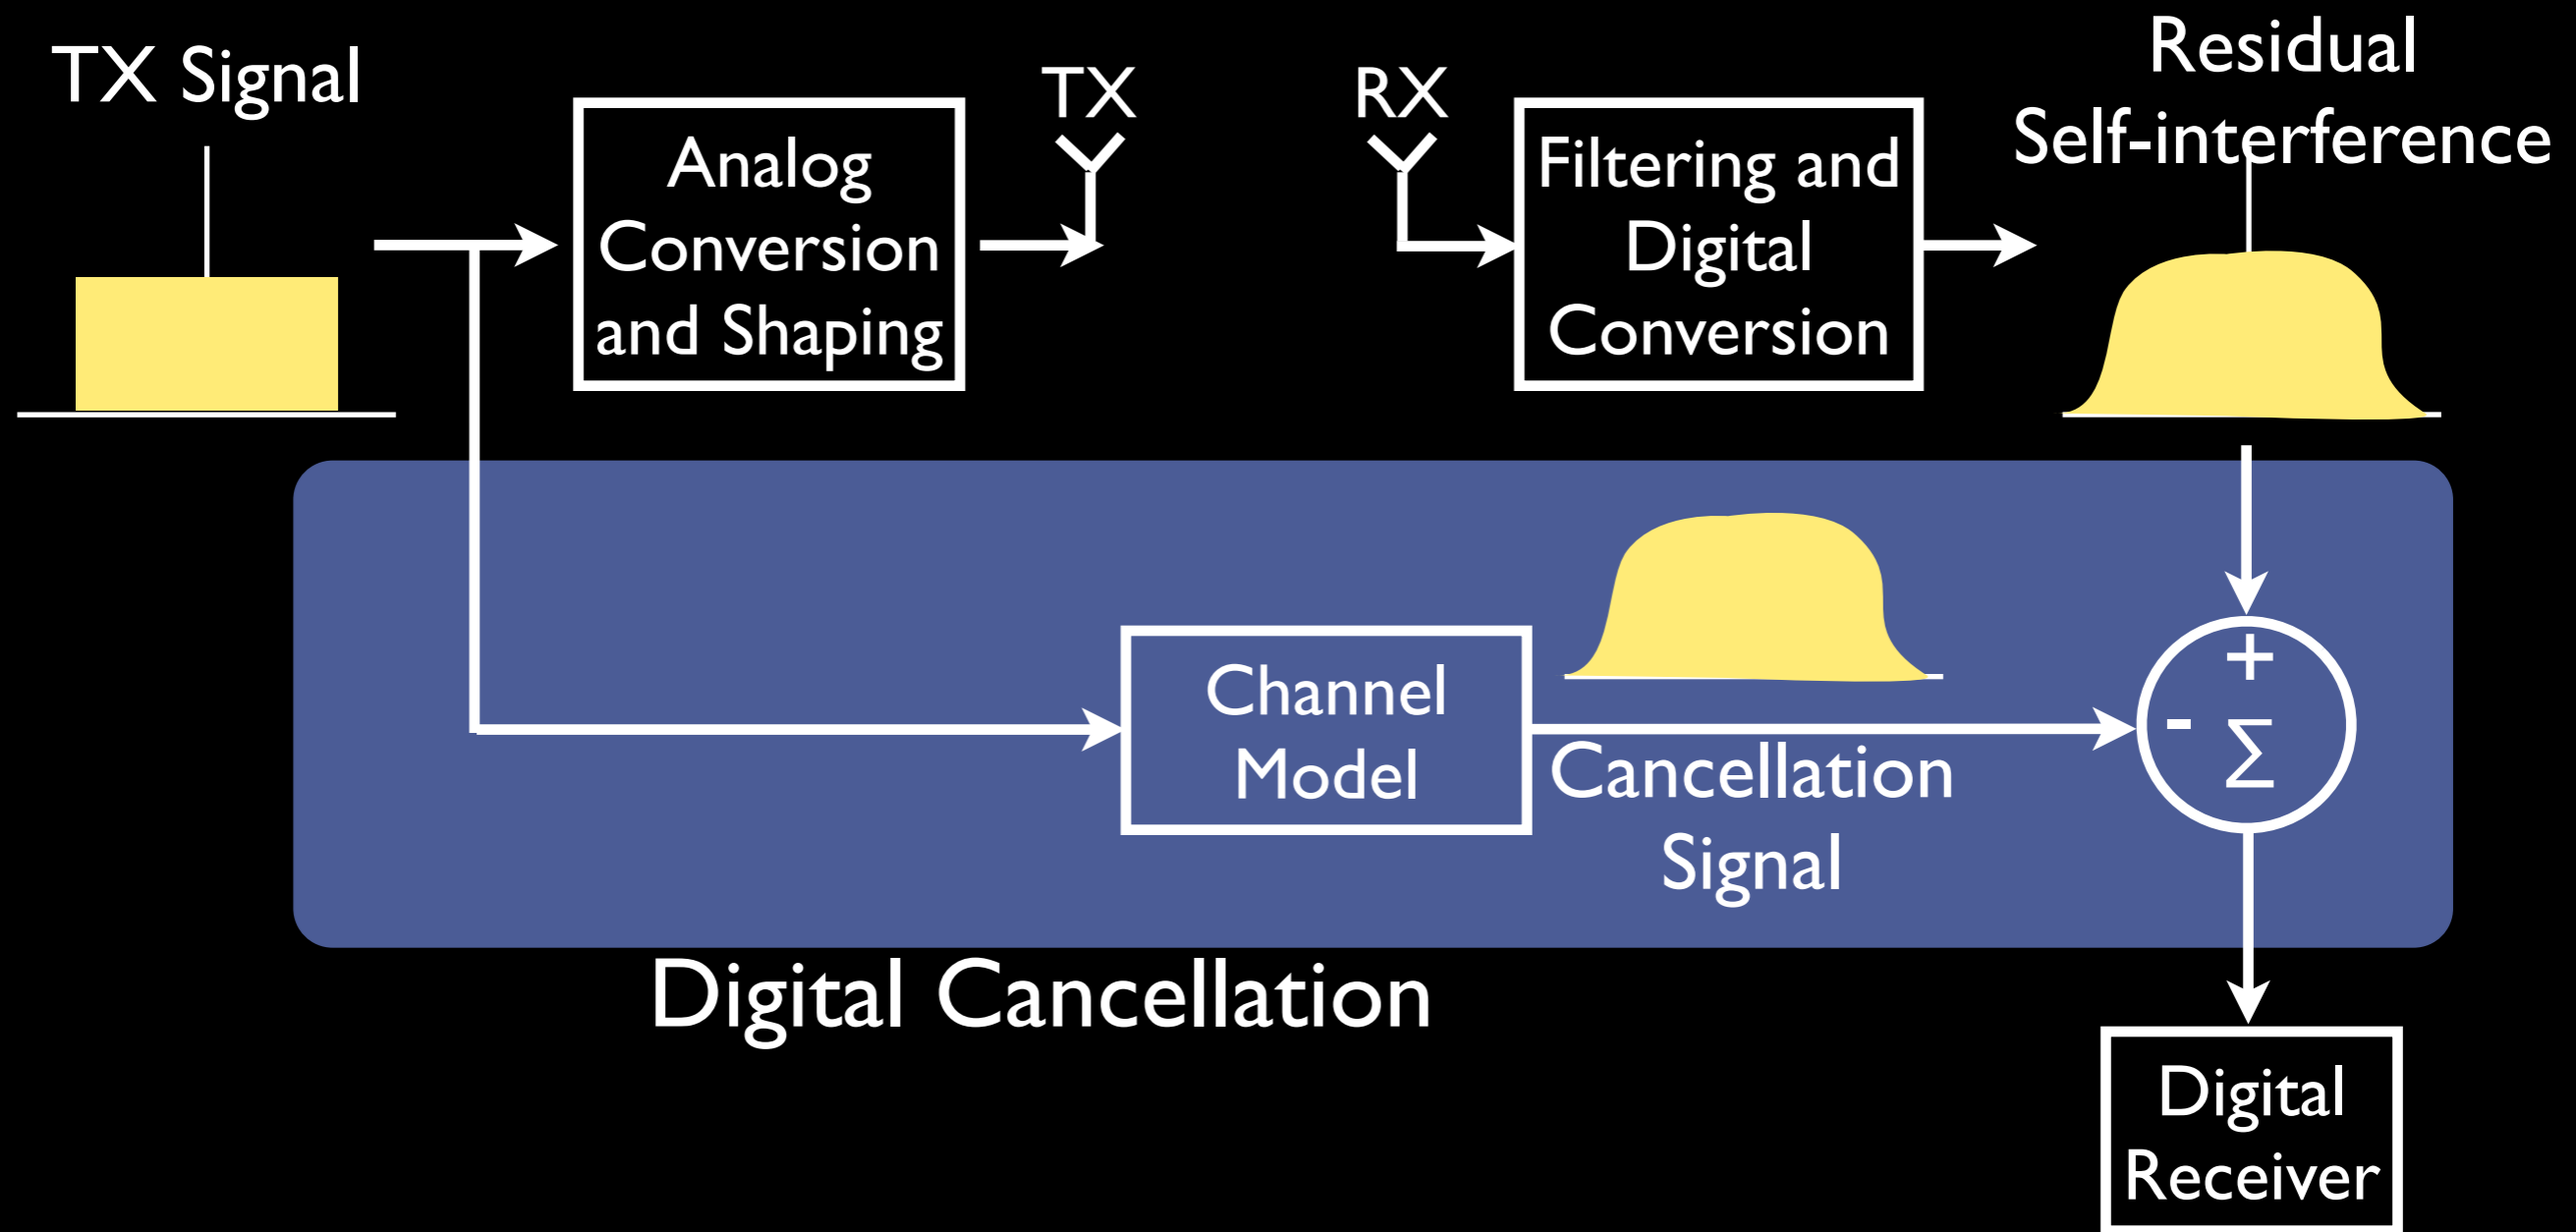 TX Signal
Analog
Conversion
and Shaping
TX
RX
Filtering and
Digital
Conversion
Residual
Self-interference
Channel
Model
Cancellation
Signal
+
-
Σ
Digital Cancellation
Digital
Receiver